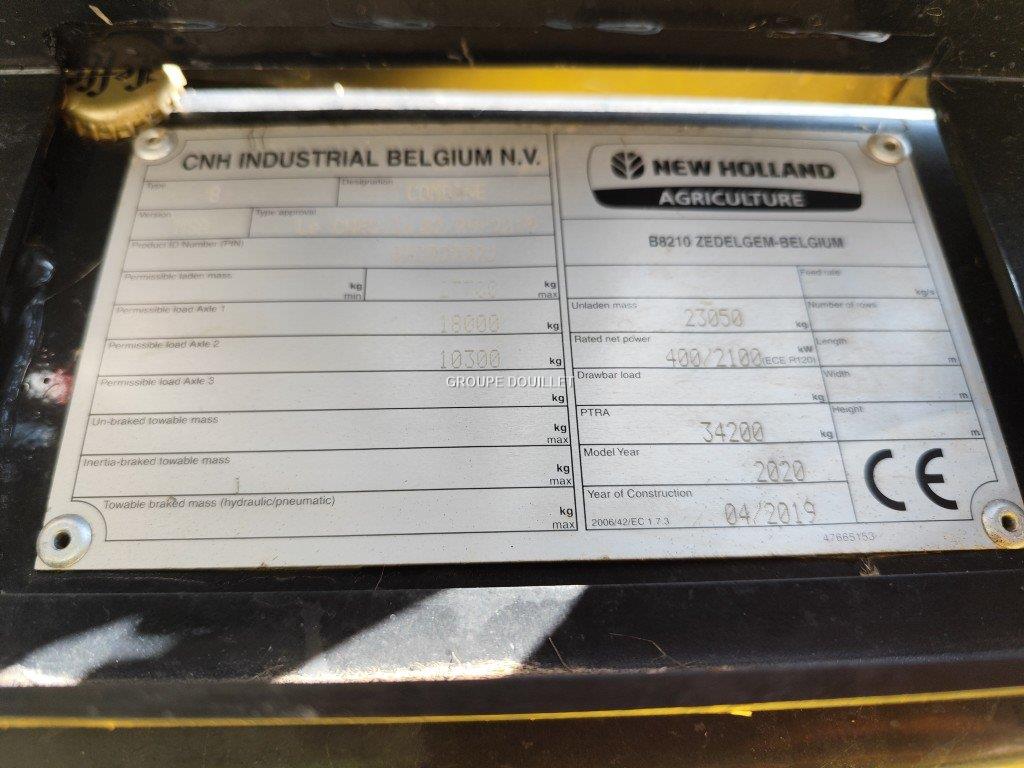 Leffe
CNH INDUSTRIAL BELGIUM N.V.
Type
Designation COMBINE
Version
Type approval
Product ID Number (PIN)
Permissible laden mass kg min kg max
Permissible load Axle 1 18000 kg
Permissible load Axle 2 10300 kg
Permissible load Axle 3 kg
Un-braked towable mass kg max
Inertia-braked towable mass kg max
Towable braked mass (hydraulic/pneumatic) kg max
NEW HOLLAND
AGRICULTURE
B8210 ZEDELGEM-BELGIUM
Feed rate kg/s
Unladen mass 23050 kg
Number of rows
Rated net power 400/2100 kW (ECE R120)
Length m
Drawbar load kg
Width m
PTRA 34200 kg
Height m
Model Year 2020
Year of Construction
2006/42/EC 1.7.3 04/2019
CE
47665153
GROUPE DOUILLET